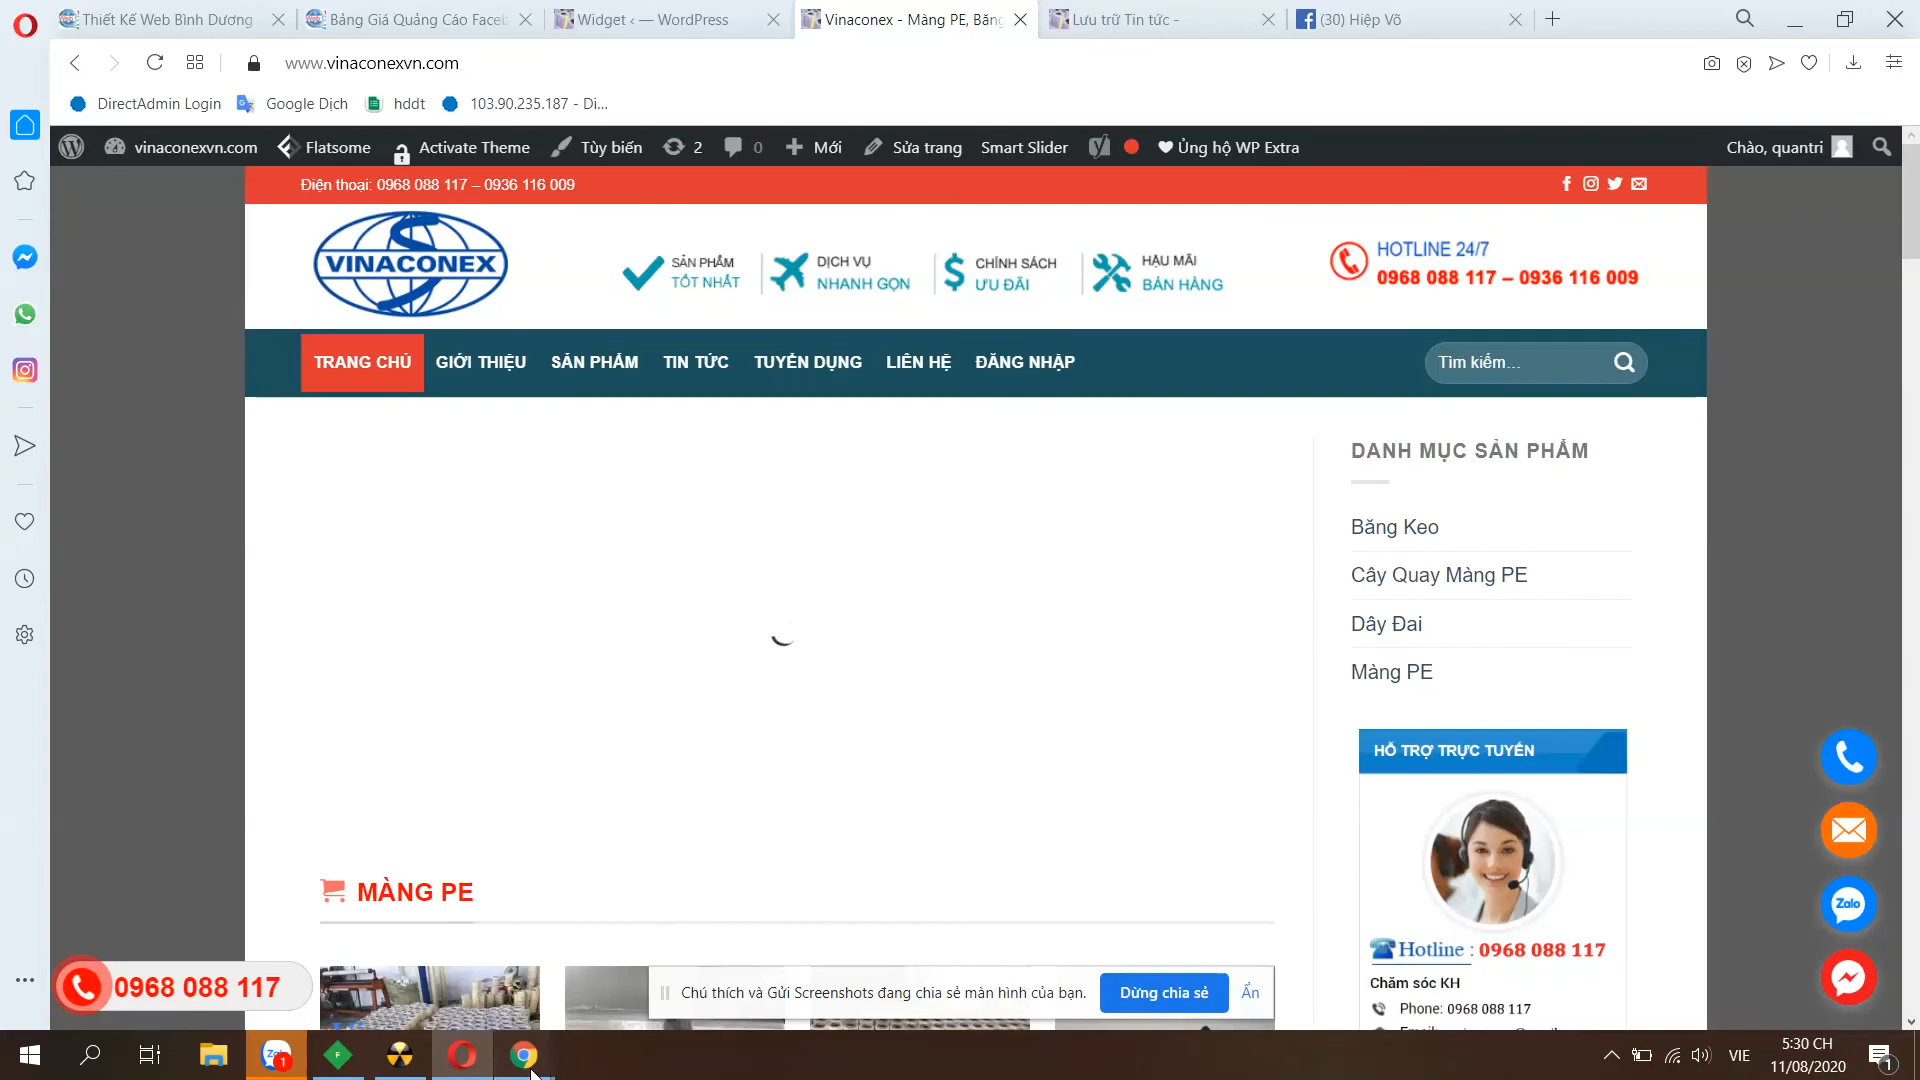 Thiết Kế Web Bình Dương
Bảng Giá Quảng Cáo Faceb
Widget ‹ — WordPress
Vinaconex - Màng PE, Băng
Lưu trữ Tin tức -
(30) Hiệp Võ
www.vinaconexvn.com
DirectAdmin Login
Google Dịch
hddt
103.90.235.187 - Di...
vinaconexvn.com
Flatsome
Activate Theme
Tùy biến
2
0
Mới
Sửa trang
Smart Slider
Ủng hộ WP Extra
Chào, quantri
Điện thoại: 0968 088 117 – 0936 116 009
VINACONEX
SẢN PHẨM
TỐT NHẤT
DỊCH VỤ
NHANH GỌN
CHÍNH SÁCH
ƯU ĐÃI
HẬU MÃI
BÁN HÀNG
HOTLINE 24/7
0968 088 117 – 0936 116 009
TRANG CHỦ
GIỚI THIỆU
SẢN PHẨM
TIN TỨC
TUYỂN DỤNG
LIÊN HỆ
ĐĂNG NHẬP
Tìm kiếm...
DANH MỤC SẢN PHẨM
Băng Keo
Cây Quay Màng PE
Dây Đai
Màng PE
HỖ TRỢ TRỰC TUYẾN
Hotline : 0968 088 117
Chăm sóc KH
Phone: 0968 088 117
MÀNG PE
Zalo
0968 088 117
Chú thích và Gửi Screenshots đang chia sẻ màn hình của bạn.
Dừng chia sẻ
Ẩn
1
VIE
5:30 CH
11/08/2020
1